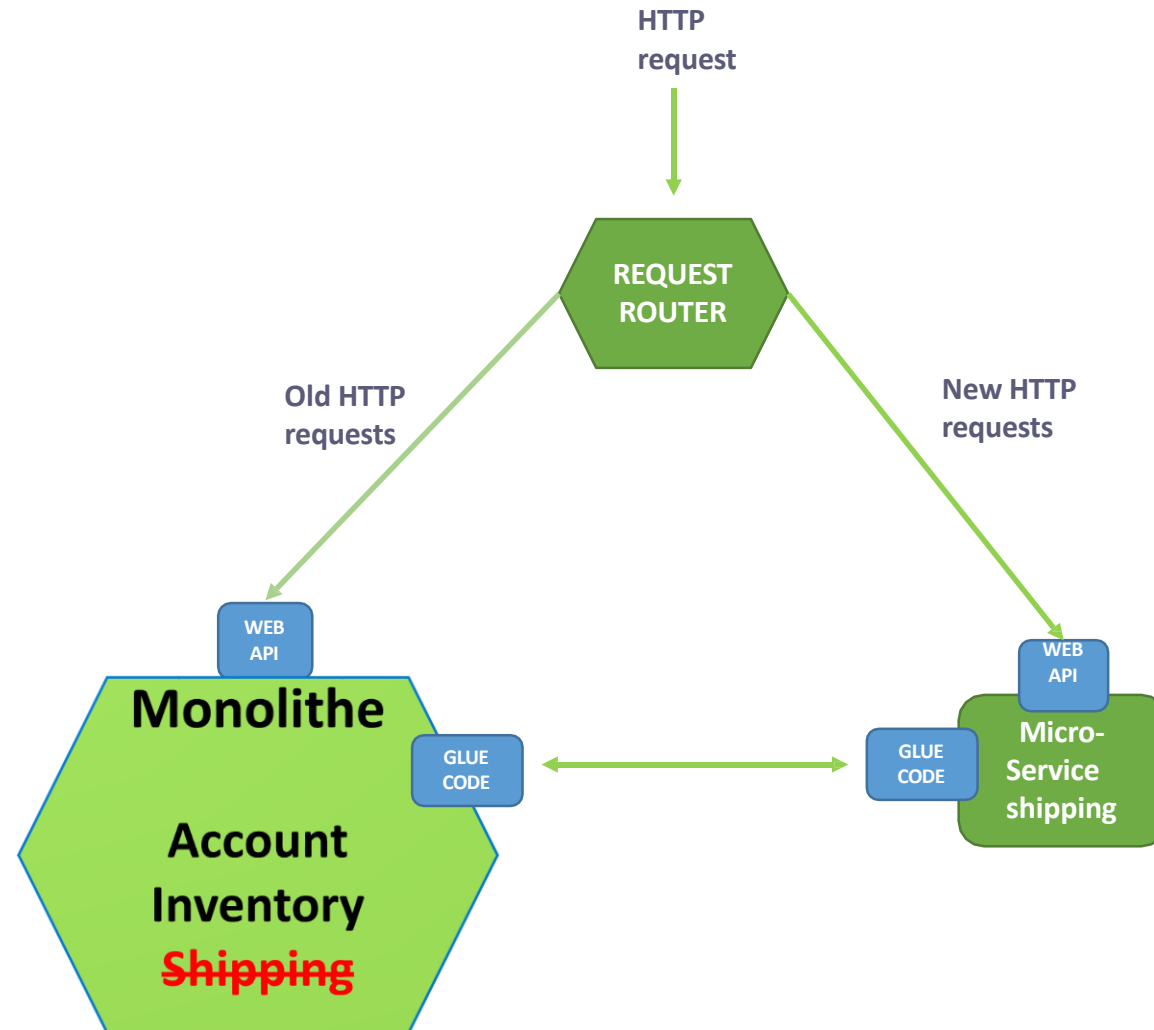 HTTP
request
REQUEST
ROUTER
Old HTTP
requests
New HTTP
requests
WEB
API
WEB
API
Monolithe
GLUE
CODE
GLUE
CODE
Micro-
Service
shipping
Account
Inventory
Shipping